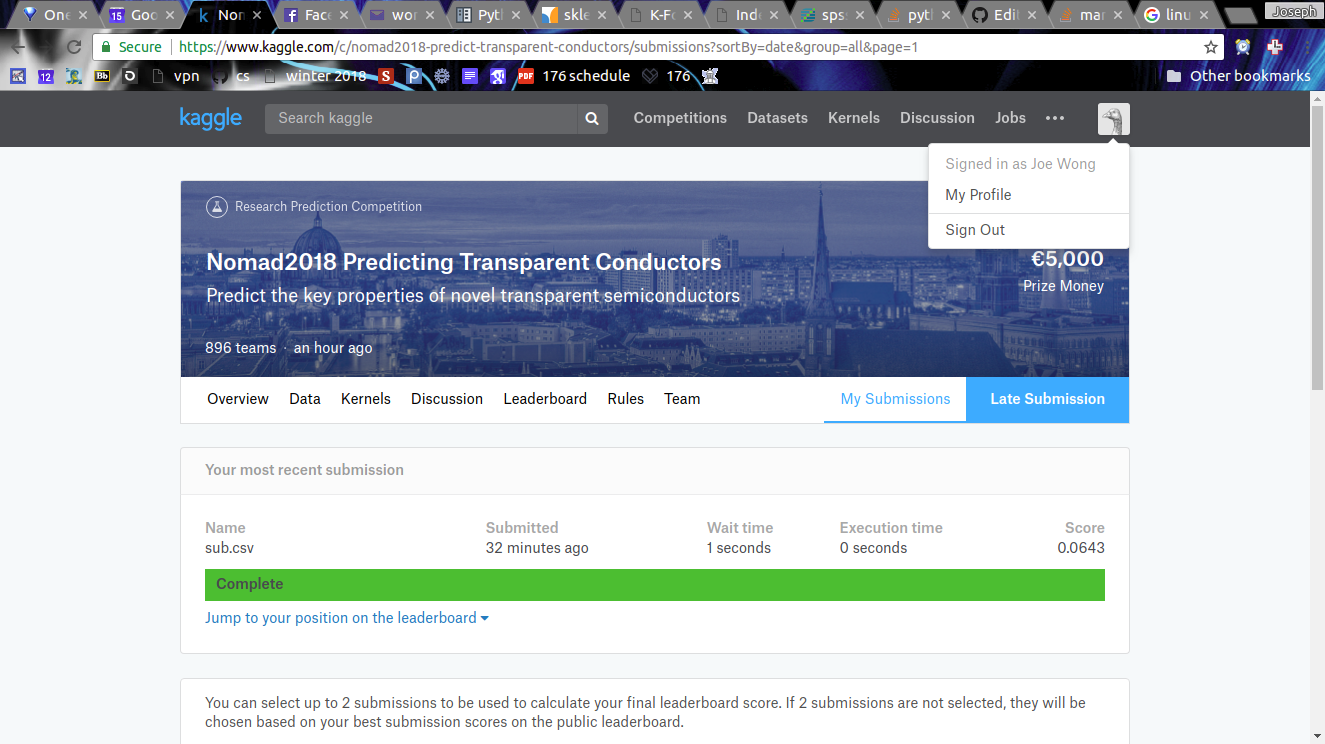 One
15 Goo
k Nom
f Face
wor
Pyth
skle
K-Fo
Inde
spss
pyth
Edit
mar
G linu
Joseph
Secure https://www.kaggle.com/c/nomad2018-predict-transparent-conductors/submissions?sortBy=date&group=all&page=1
12 Bb vpn cs winter 2018 S P PDF 176 schedule 176 Other bookmarks
kaggle Search kaggle Competitions Datasets Kernels Discussion Jobs
Signed in as Joe Wong
My Profile
Sign Out
Research Prediction Competition
Nomad2018 Predicting Transparent Conductors
Predict the key properties of novel transparent semiconductors
€5,000
Prize Money
896 teams · an hour ago
Overview Data Kernels Discussion Leaderboard Rules Team My Submissions Late Submission
Your most recent submission
Name Submitted Wait time Execution time Score
sub.csv 32 minutes ago 1 seconds 0 seconds 0.0643
Complete
Jump to your position on the leaderboard
You can select up to 2 submissions to be used to calculate your final leaderboard score. If 2 submissions are not selected, they will be
chosen based on your best submission scores on the public leaderboard.